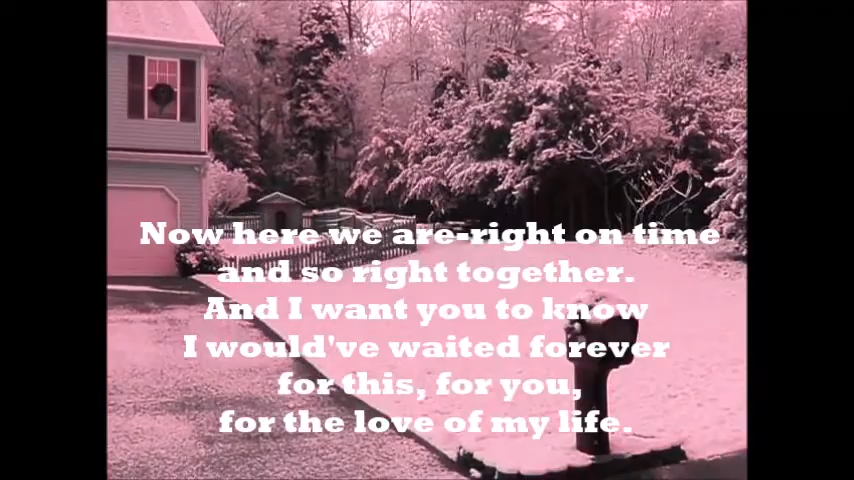 Now here we are-right on time
and so right together.
And I want you to know
I would've waited forever
for this, for you,
for the love of my life.